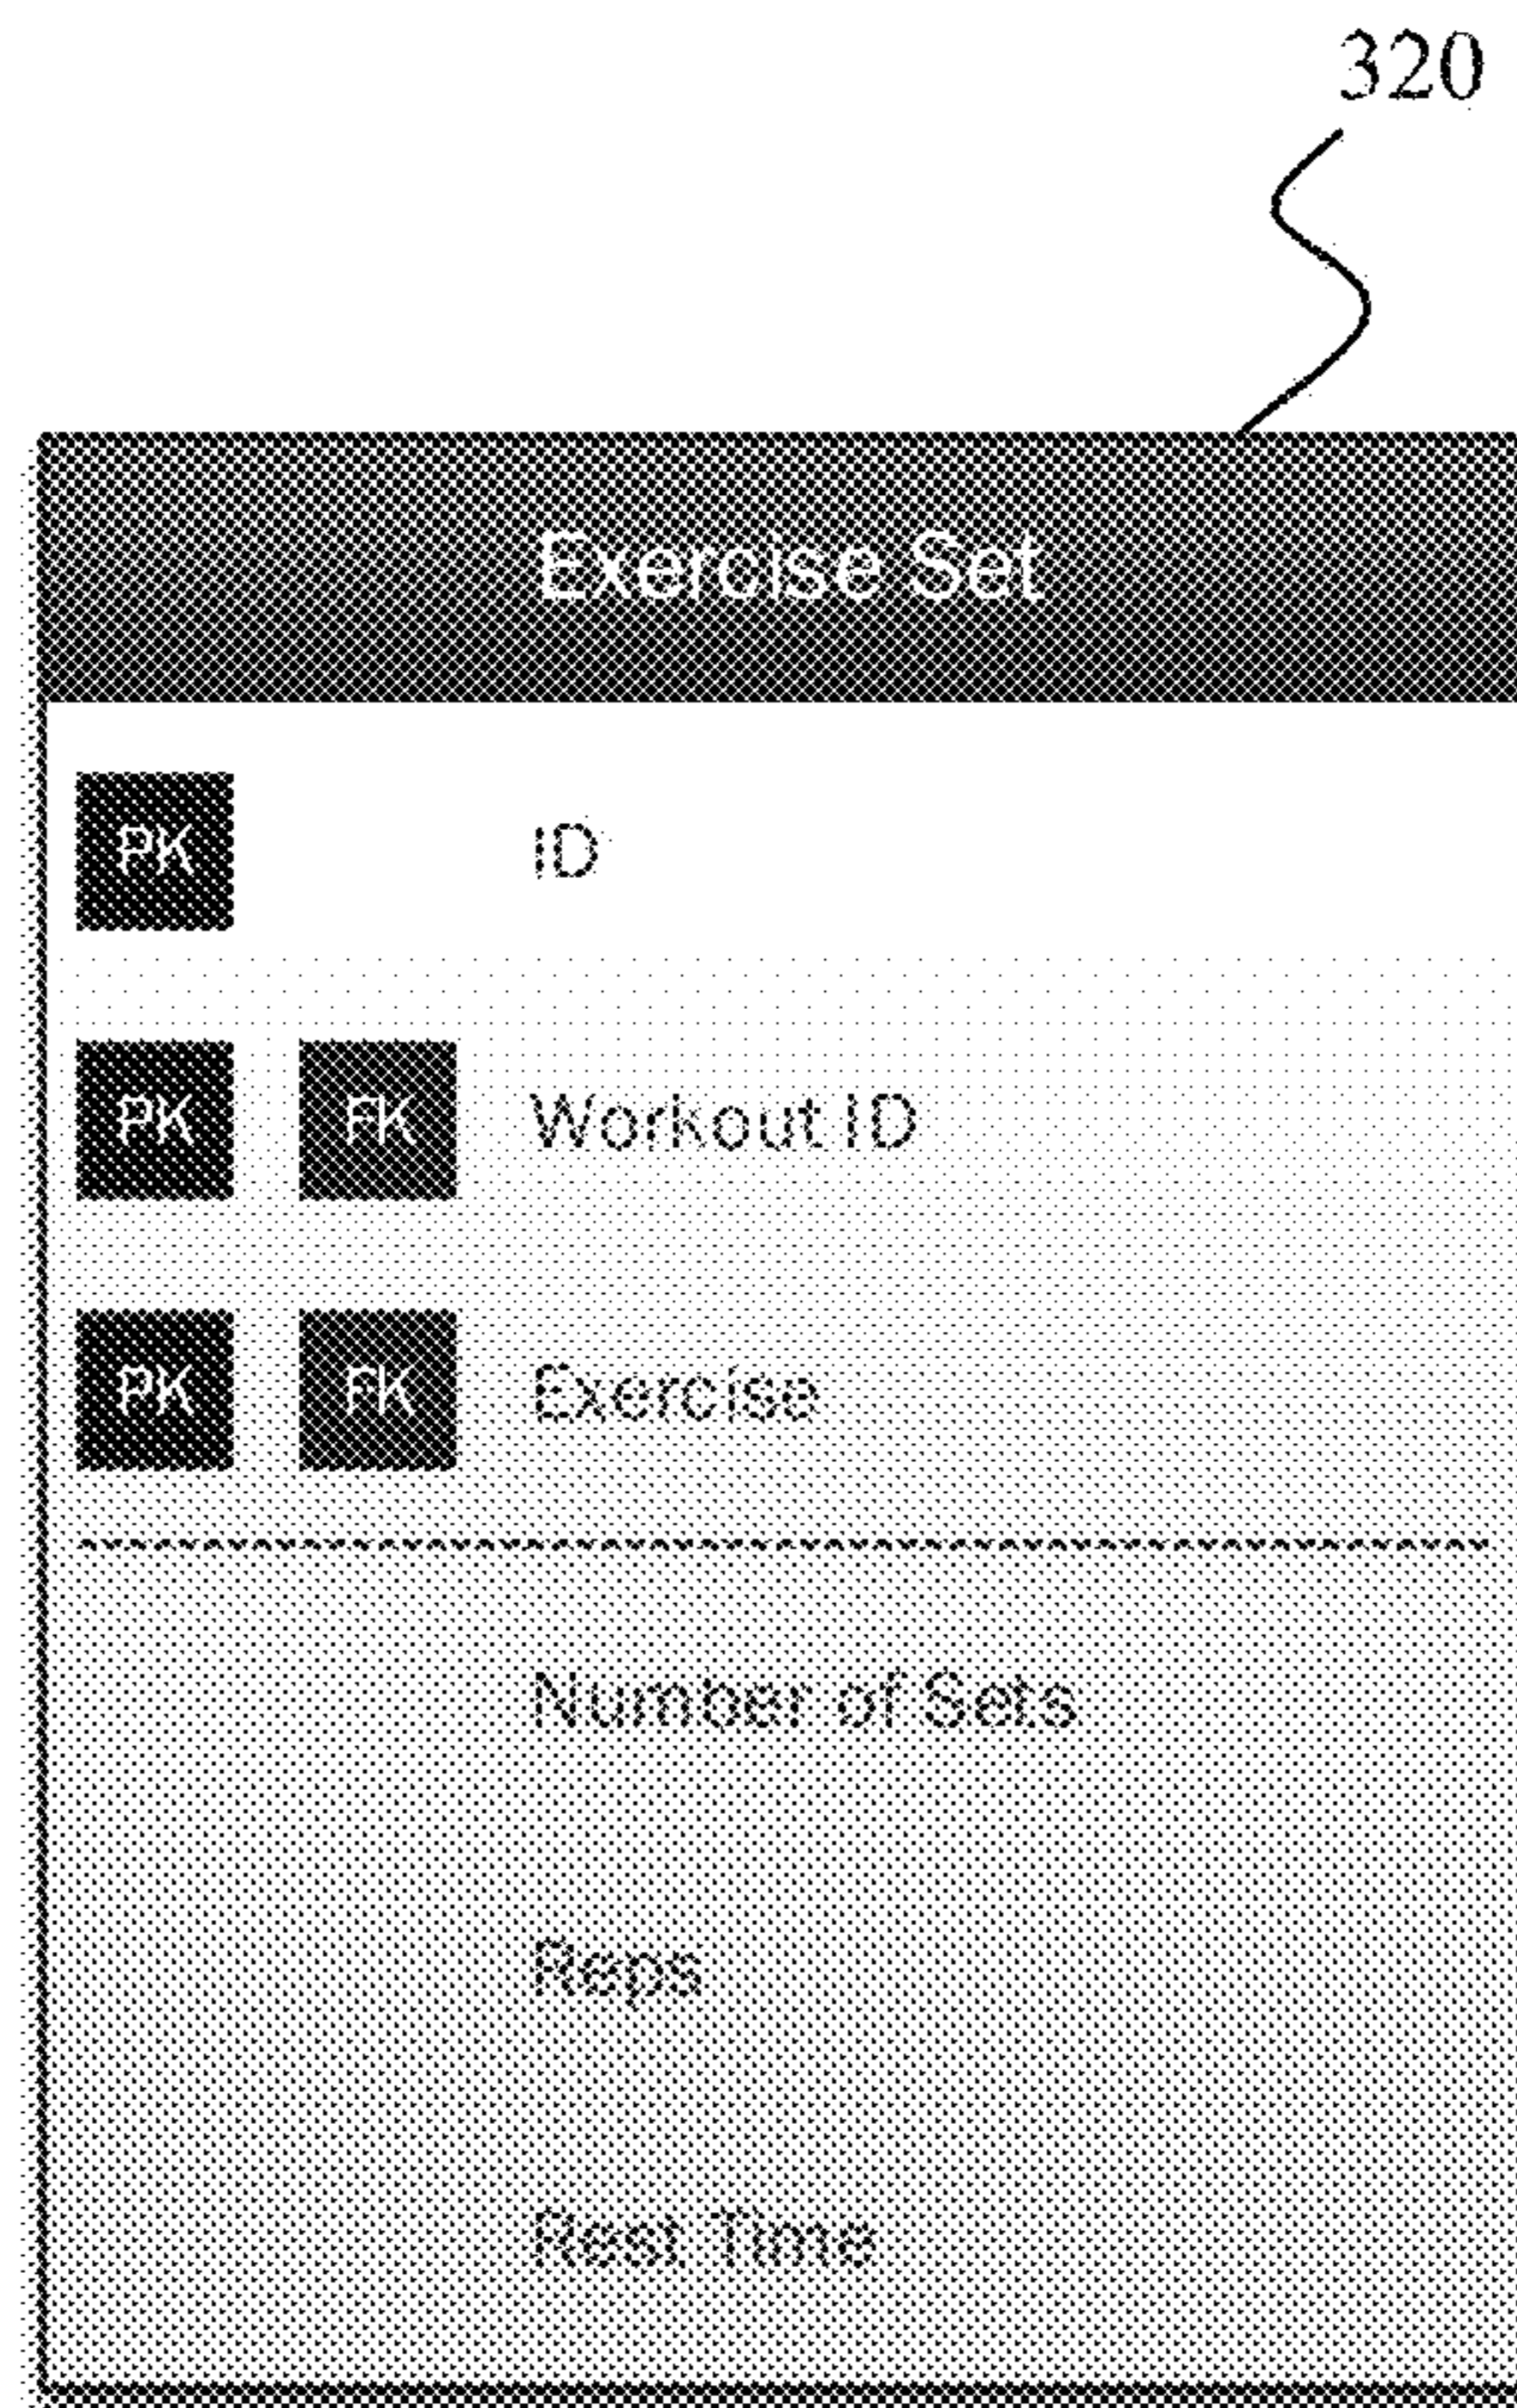 320
Exercise Set
PK ID
PK FK Workout ID
PK FK Exercise
Number of Sets
Reps
Rest Time